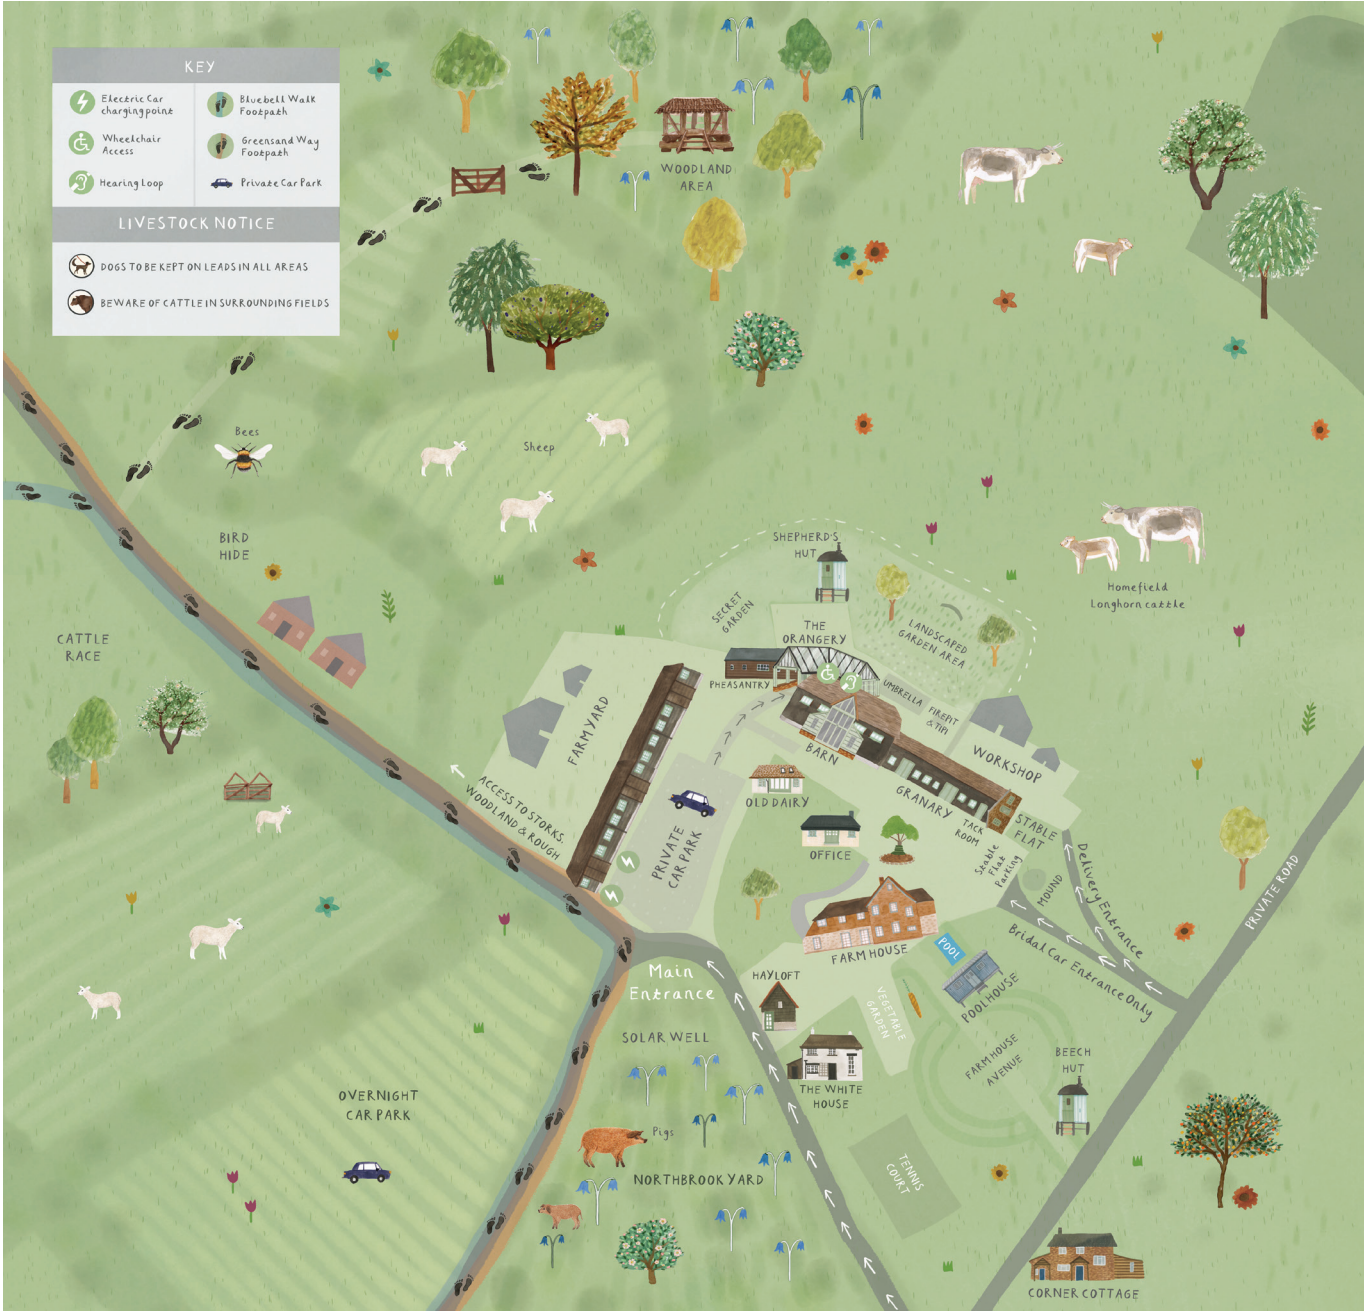 KEY
Electric Car
charging point
Bluebell Walk
Footpath
Wheelchair
Access
Greensand Way
Footpath
Hearing Loop
Private Car Park
LIVESTOCK NOTICE
DOGS TO BE KEPT ON LEADS IN ALL AREAS
BEWARE OF CATTLE IN SURROUNDING FIELDS
WOODLAND
AREA
Bees
Sheep
BIRD
HIDE
CATTLE
RACE
Homefield
Longhorn cattle
SHEPHERD'S
HUT
SECRET
GARDEN
THE
ORANGERY
LANDSCAPED
GARDEN AREA
PHEASANTRY
UMBRELLA
FIREPIT
& TIPI
FARMYARD
BARN
WORKSHOP
GRANARY
TACK
ROOM
STABLE
FLAT
Stable
Flat
Parking
OLD DAIRY
OFFICE
ACCESS TO STORKS,
WOODLAND & ROUGH
PRIVATE
CAR PARK
MOUND
Delivery Entrance
Bridal Car Entrance Only
PRIVATE ROAD
FARM HOUSE
POOL
POOLHOUSE
Main
Entrance
HAYLOFT
VEGETABLE
GARDEN
SOLAR WELL
FARM HOUSE
AVENUE
BEECH
HUT
THE WHITE
HOUSE
OVERNIGHT
CAR PARK
Pigs
NORTHBROOK YARD
TENNIS
COURT
CORNER COTTAGE